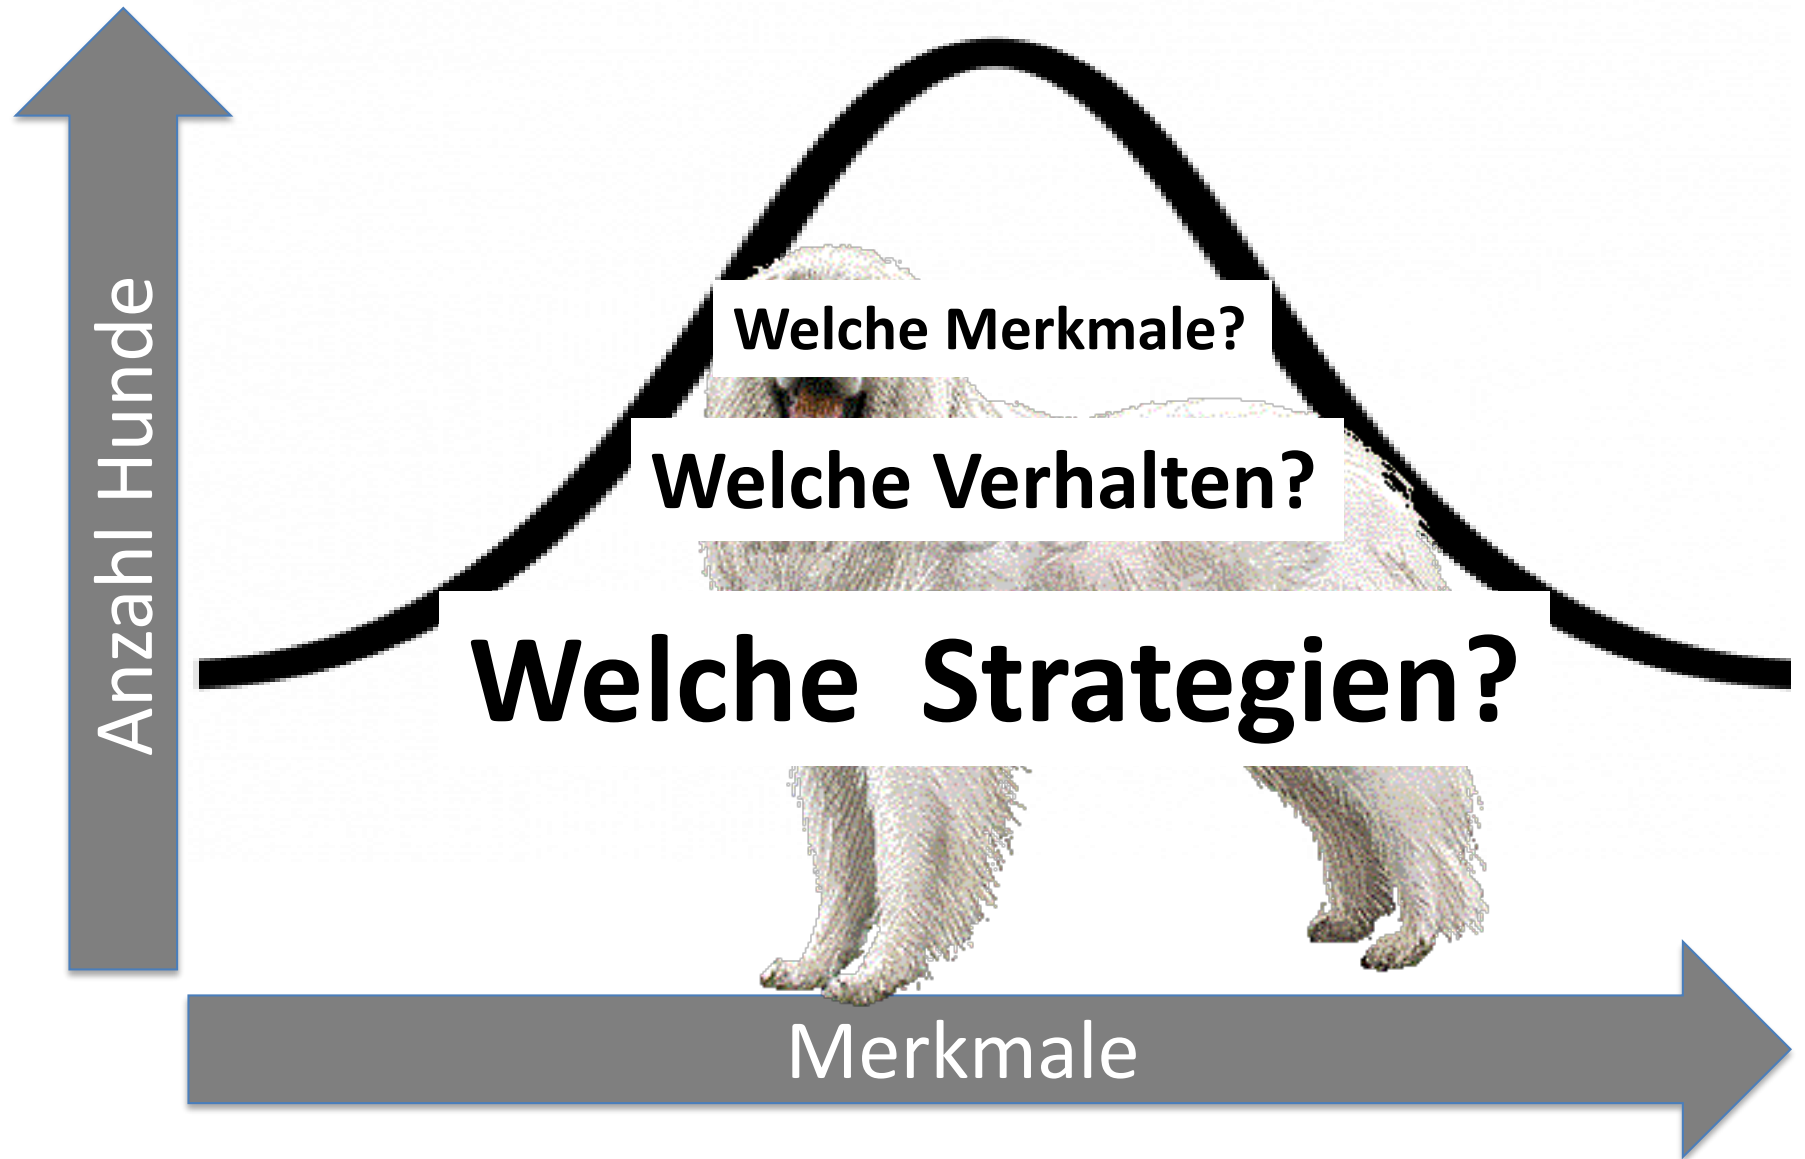 Anzahl Hunde
Welche Merkmale?
Welche Verhalten?
Welche Strategien?
Merkmale